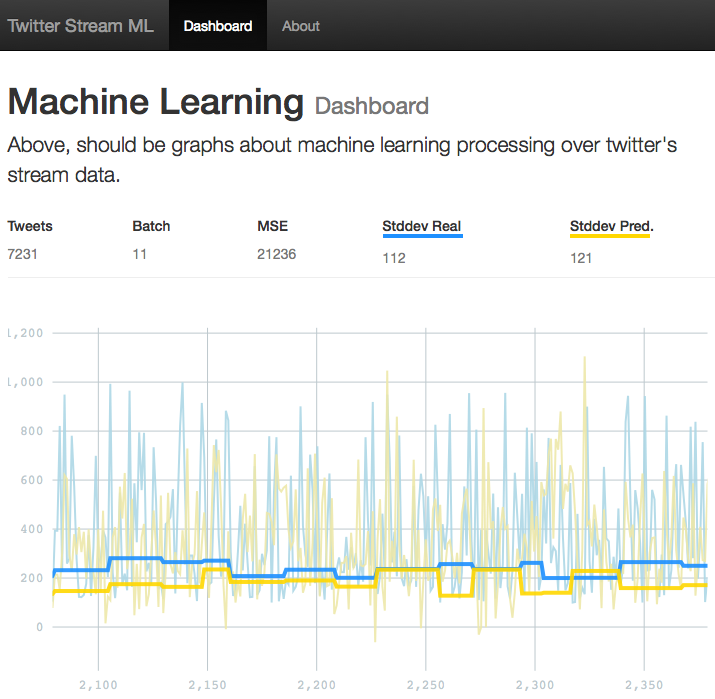 Twitter Stream ML Dashboard About
Machine Learning Dashboard
Above, should be graphs about machine learning processing over twitter's
stream data.
Tweets Batch MSE Stddev Real Stddev Pred.
7231 11 21236 112 121
1,200
1,000
800
600
400
200
0
2,100 2,150 2,200 2,250 2,300 2,350